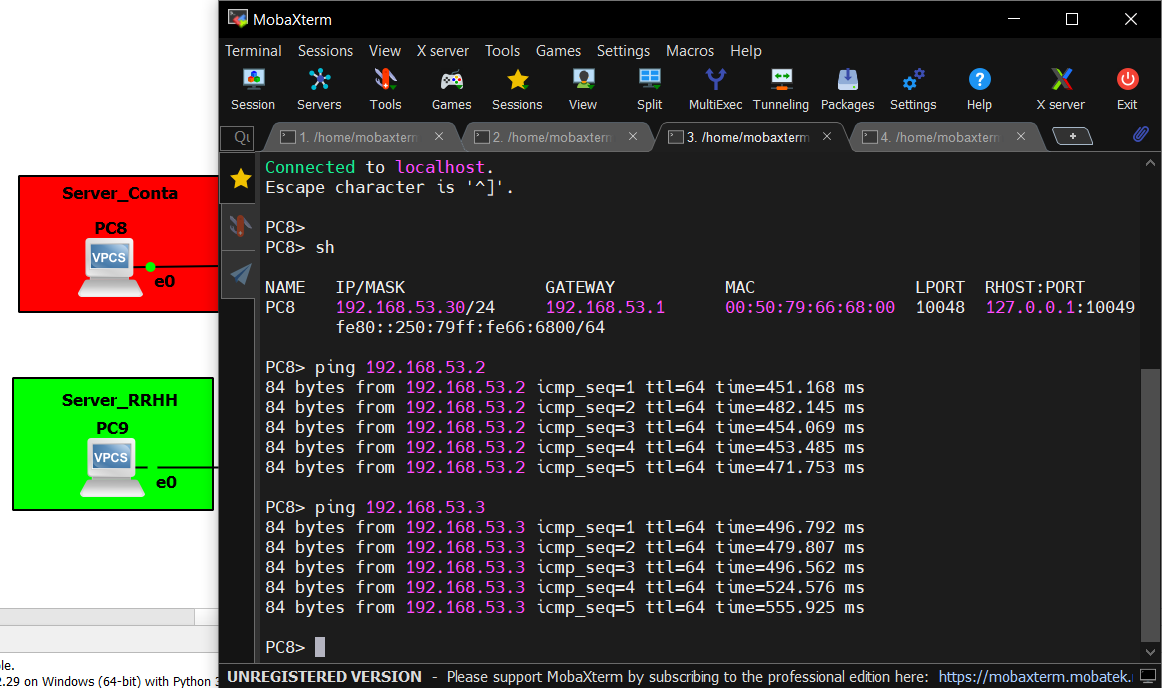 MobaXterm
Terminal Sessions View X server Tools Games Settings Macros Help
Session Servers Tools Games Sessions View Split MultiExec Tunneling Packages Settings Help X server Exit
Qu 1. /home/mobaxterm 2. /home/mobaxterm 3. /home/mobaxterm 4. /home/mobaxterm
Connected to localhost.
Escape character is '^]'.
PC8>
PC8> sh
NAME IP/MASK GATEWAY MAC LPORT RHOST:PORT
PC8 192.168.53.30/24 192.168.53.1 00:50:79:66:68:00 10048 127.0.0.1:10049
fe80::250:79ff:fe66:6800/64
PC8> ping 192.168.53.2
84 bytes from 192.168.53.2 icmp_seq=1 ttl=64 time=451.168 ms
84 bytes from 192.168.53.2 icmp_seq=2 ttl=64 time=482.145 ms
84 bytes from 192.168.53.2 icmp_seq=3 ttl=64 time=454.069 ms
84 bytes from 192.168.53.2 icmp_seq=4 ttl=64 time=453.485 ms
84 bytes from 192.168.53.2 icmp_seq=5 ttl=64 time=471.753 ms
PC8> ping 192.168.53.3
84 bytes from 192.168.53.3 icmp_seq=1 ttl=64 time=496.792 ms
84 bytes from 192.168.53.3 icmp_seq=2 ttl=64 time=479.807 ms
84 bytes from 192.168.53.3 icmp_seq=3 ttl=64 time=496.562 ms
84 bytes from 192.168.53.3 icmp_seq=4 ttl=64 time=524.576 ms
84 bytes from 192.168.53.3 icmp_seq=5 ttl=64 time=555.925 ms
PC8>
UNREGISTERED VERSION - Please support MobaXterm by subscribing to the professional edition here: https://mobaxterm.mobatek.
Server_Conta
PC8
VPCS
e0
Server_RRHH
PC9
VPCS
e0
le.
2.29 on Windows (64-bit) with Python 3